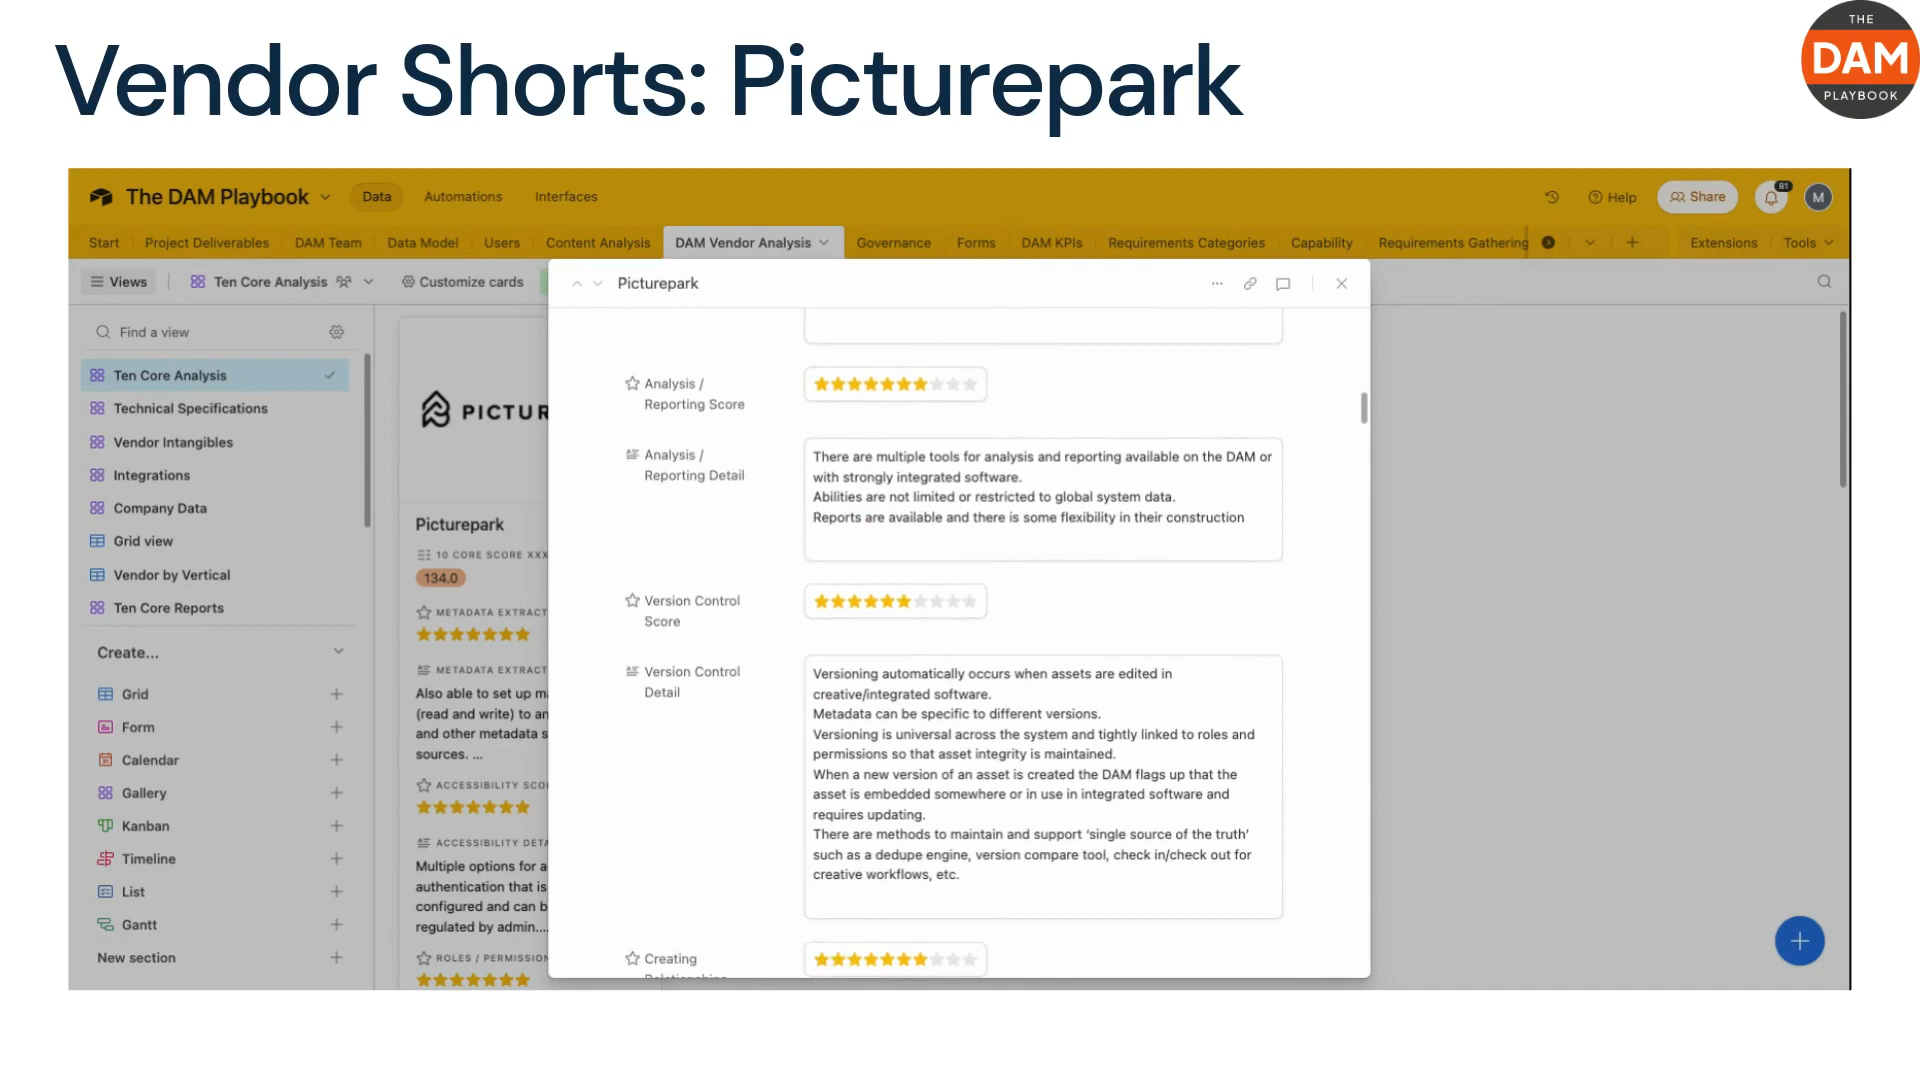 Vendor Shorts: Picturepark
THE
DAM
PLAYBOOK
The DAM Playbook
Data
Automations
Interfaces
Help
Share
81
M
Start
Project Deliverables
DAM Team
Data Model
Users
Content Analysis
DAM Vendor Analysis
Governance
Forms
DAM KPIs
Requirements Categories
Capability
Requirements Gathering
Extensions
Tools
Views
Ten Core Analysis
Customize cards
Find a view
Ten Core Analysis
Technical Specifications
Vendor Intangibles
Integrations
Company Data
Grid view
Vendor by Vertical
Ten Core Reports
Create...
Grid
Form
Calendar
Gallery
Kanban
Timeline
List
Gantt
New section
PICTUR
Picturepark
10 CORE SCORE XXX
134.0
METADATA EXTRACT
METADATA EXTRACT
Also able to set up m
(read and write) to an
and other metadata s
sources. ...
ACCESSIBILITY SCO
ACCESSIBILITY DETA
Multiple options for a
authentication that is
configured and can b
regulated by admin....
ROLES / PERMISSION
Picturepark
Analysis /
Reporting Score
Analysis /
Reporting Detail
There are multiple tools for analysis and reporting available on the DAM or
with strongly integrated software.
Abilities are not limited or restricted to global system data.
Reports are available and there is some flexibility in their construction
Version Control
Score
Version Control
Detail
Versioning automatically occurs when assets are edited in
creative/integrated software.
Metadata can be specific to different versions.
Versioning is universal across the system and tightly linked to roles and
permissions so that asset integrity is maintained.
When a new version of an asset is created the DAM flags up that the
asset is embedded somewhere or in use in integrated software and
requires updating.
There are methods to maintain and support ‘single source of the truth’
such as a dedupe engine, version compare tool, check in/check out for
creative workflows, etc.
Creating
Relationships